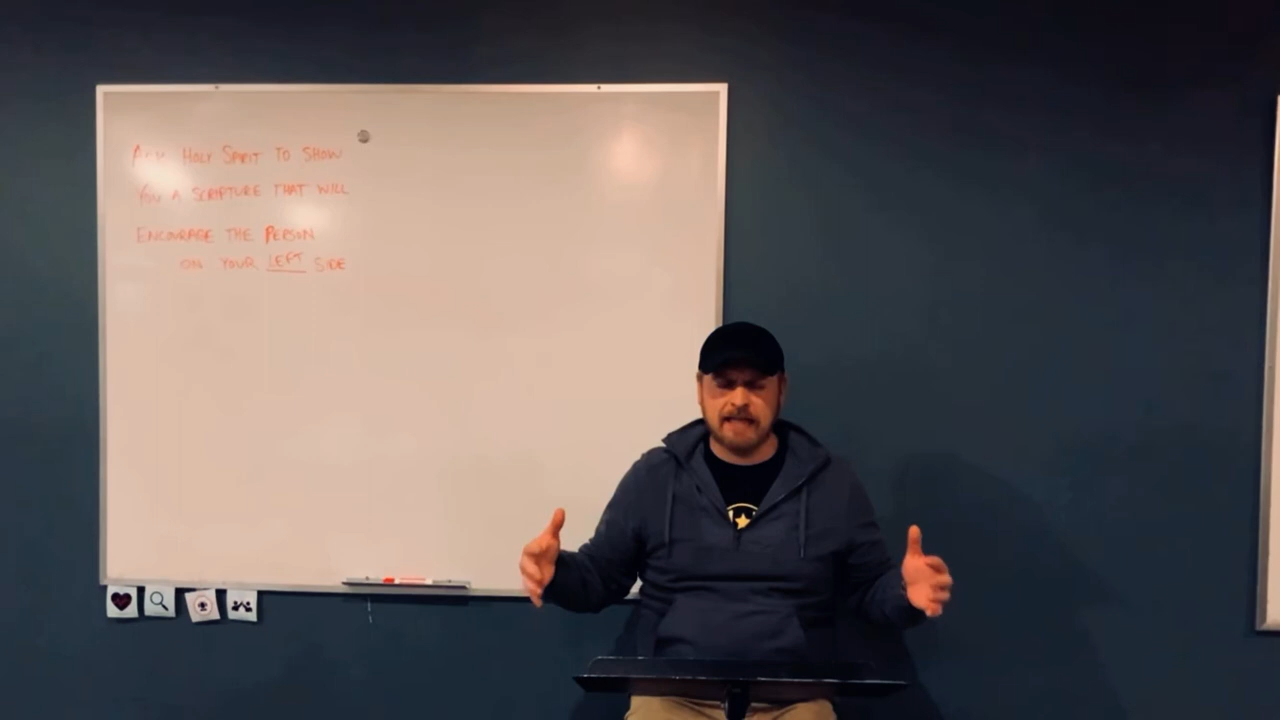 ASK HOLY SPIRIT TO SHOW
YOU A SCRIPTURE THAT WILL
ENCOURAGE THE PERSON
ON YOUR LEFT SIDE